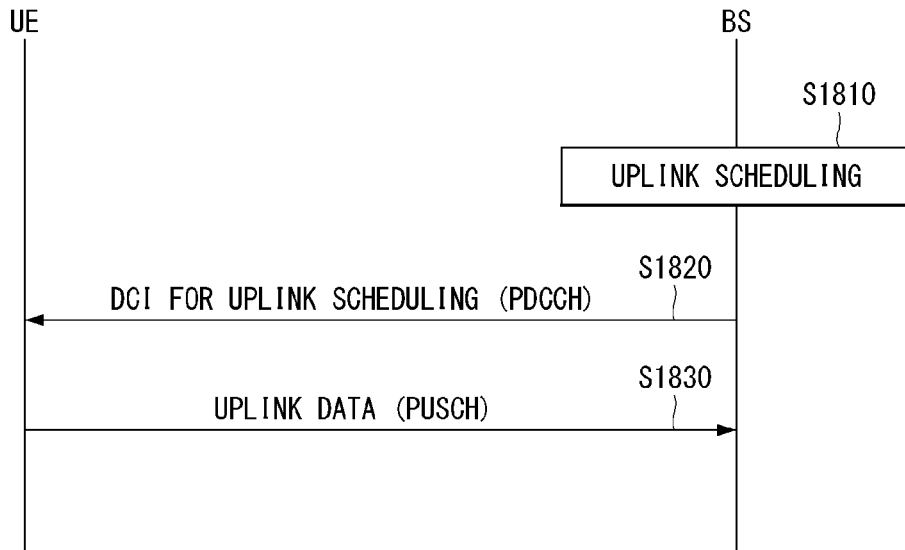 UE
BS
S1810
UPLINK SCHEDULING
S1820
DCI FOR UPLINK SCHEDULING (PDCCH)
S1830
UPLINK DATA (PUSCH)